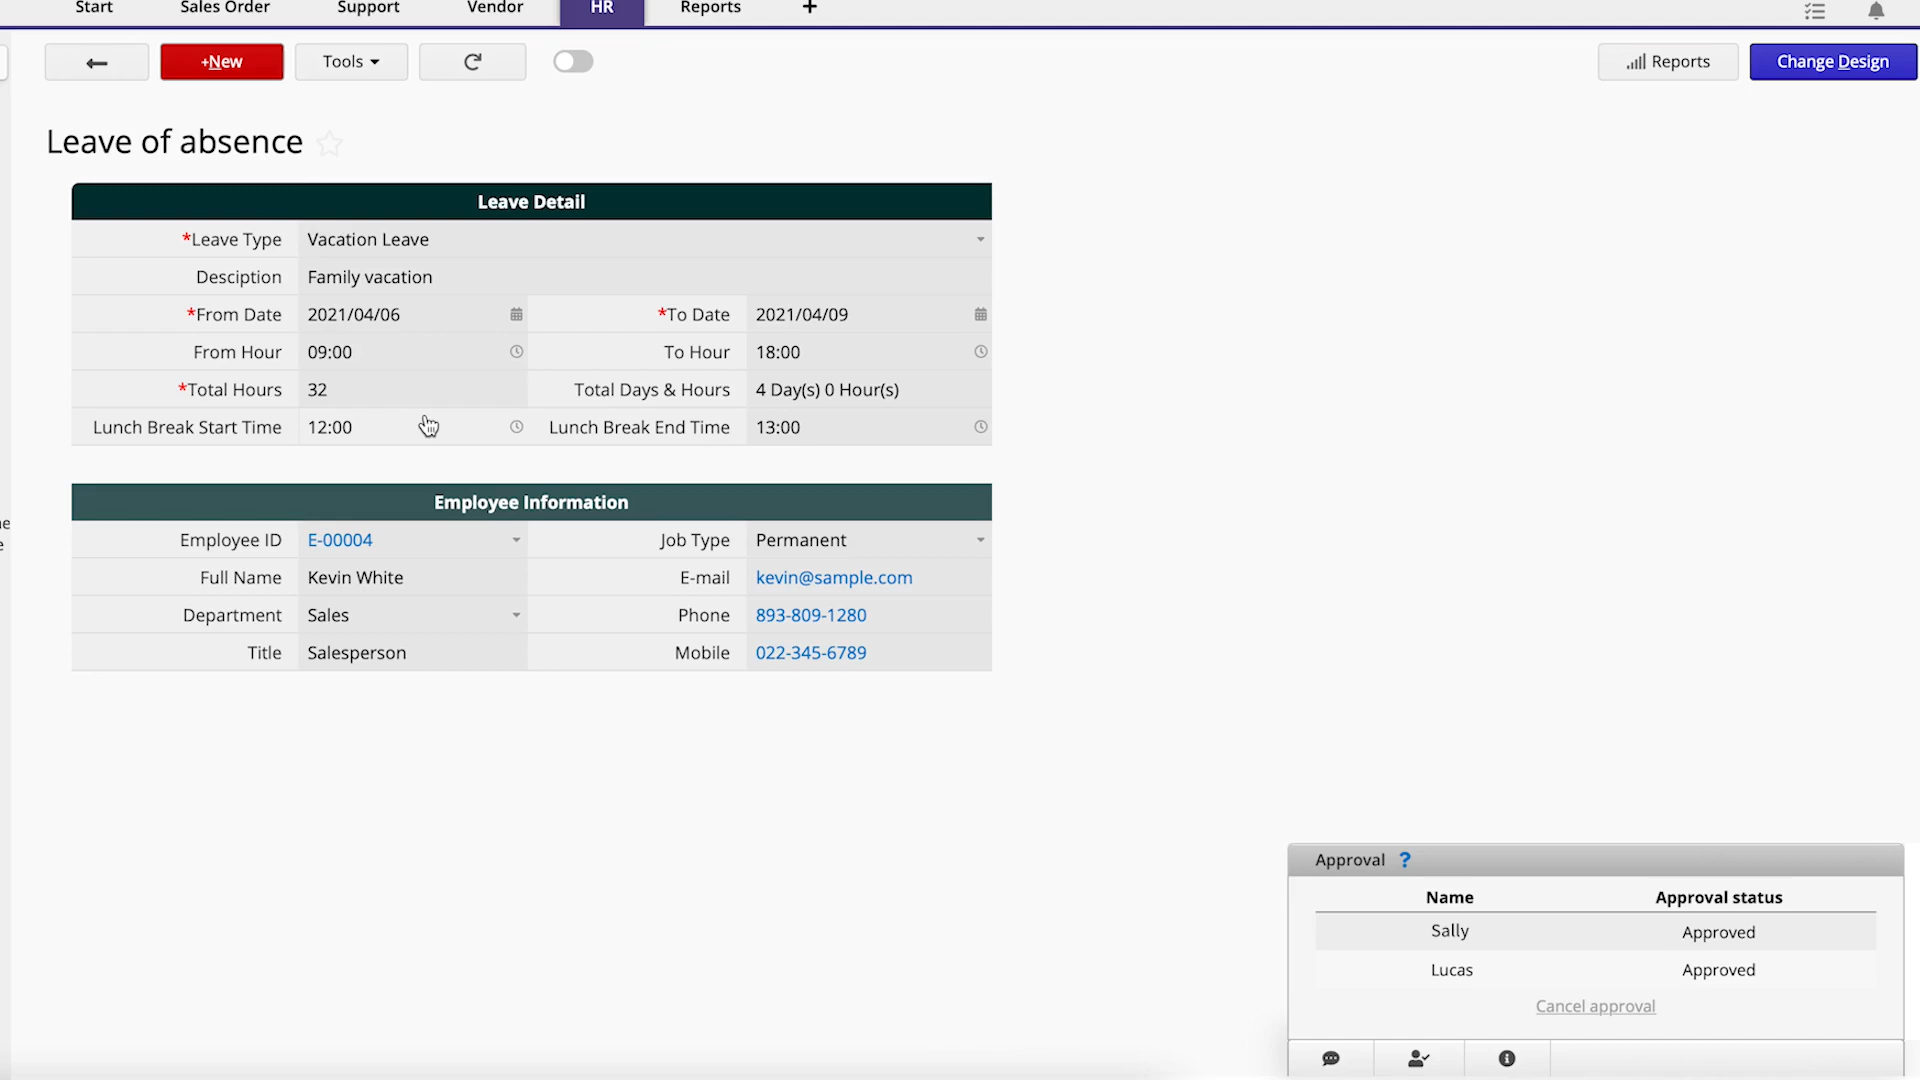 Start Sales Order Support Vendor HR Reports +
+New Tools Reports Change Design
Leave of absence
Leave Detail
*Leave Type Vacation Leave
Desciption Family vacation
*From Date 2021/04/06 *To Date 2021/04/09
From Hour 09:00 To Hour 18:00
*Total Hours 32 Total Days & Hours 4 Day(s) 0 Hour(s)
Lunch Break Start Time 12:00 Lunch Break End Time 13:00
Employee Information
Employee ID E-00004 Job Type Permanent
Full Name Kevin White E-mail kevin@sample.com
Department Sales Phone 893-809-1280
Title Salesperson Mobile 022-345-6789
Approval ?
Name Approval status
Sally Approved
Lucas Approved
Cancel approval